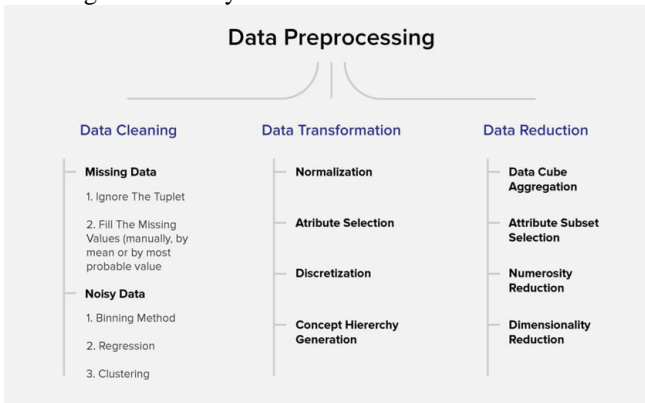 Data Preprocessing
Data Cleaning
Missing Data
1. Ignore The Tuplet
2. Fill The Missing
Values (manually, by
mean or by most
probable value
Noisy Data
1. Binning Method
2. Regression
3. Clustering
Data Transformation
Normalization
Atribute Selection
Discretization
Concept Hiererchy
Generation
Data Reduction
Data Cube
Aggregation
Attribute Subset
Selection
Numerosity
Reduction
Dimensionality
Reduction